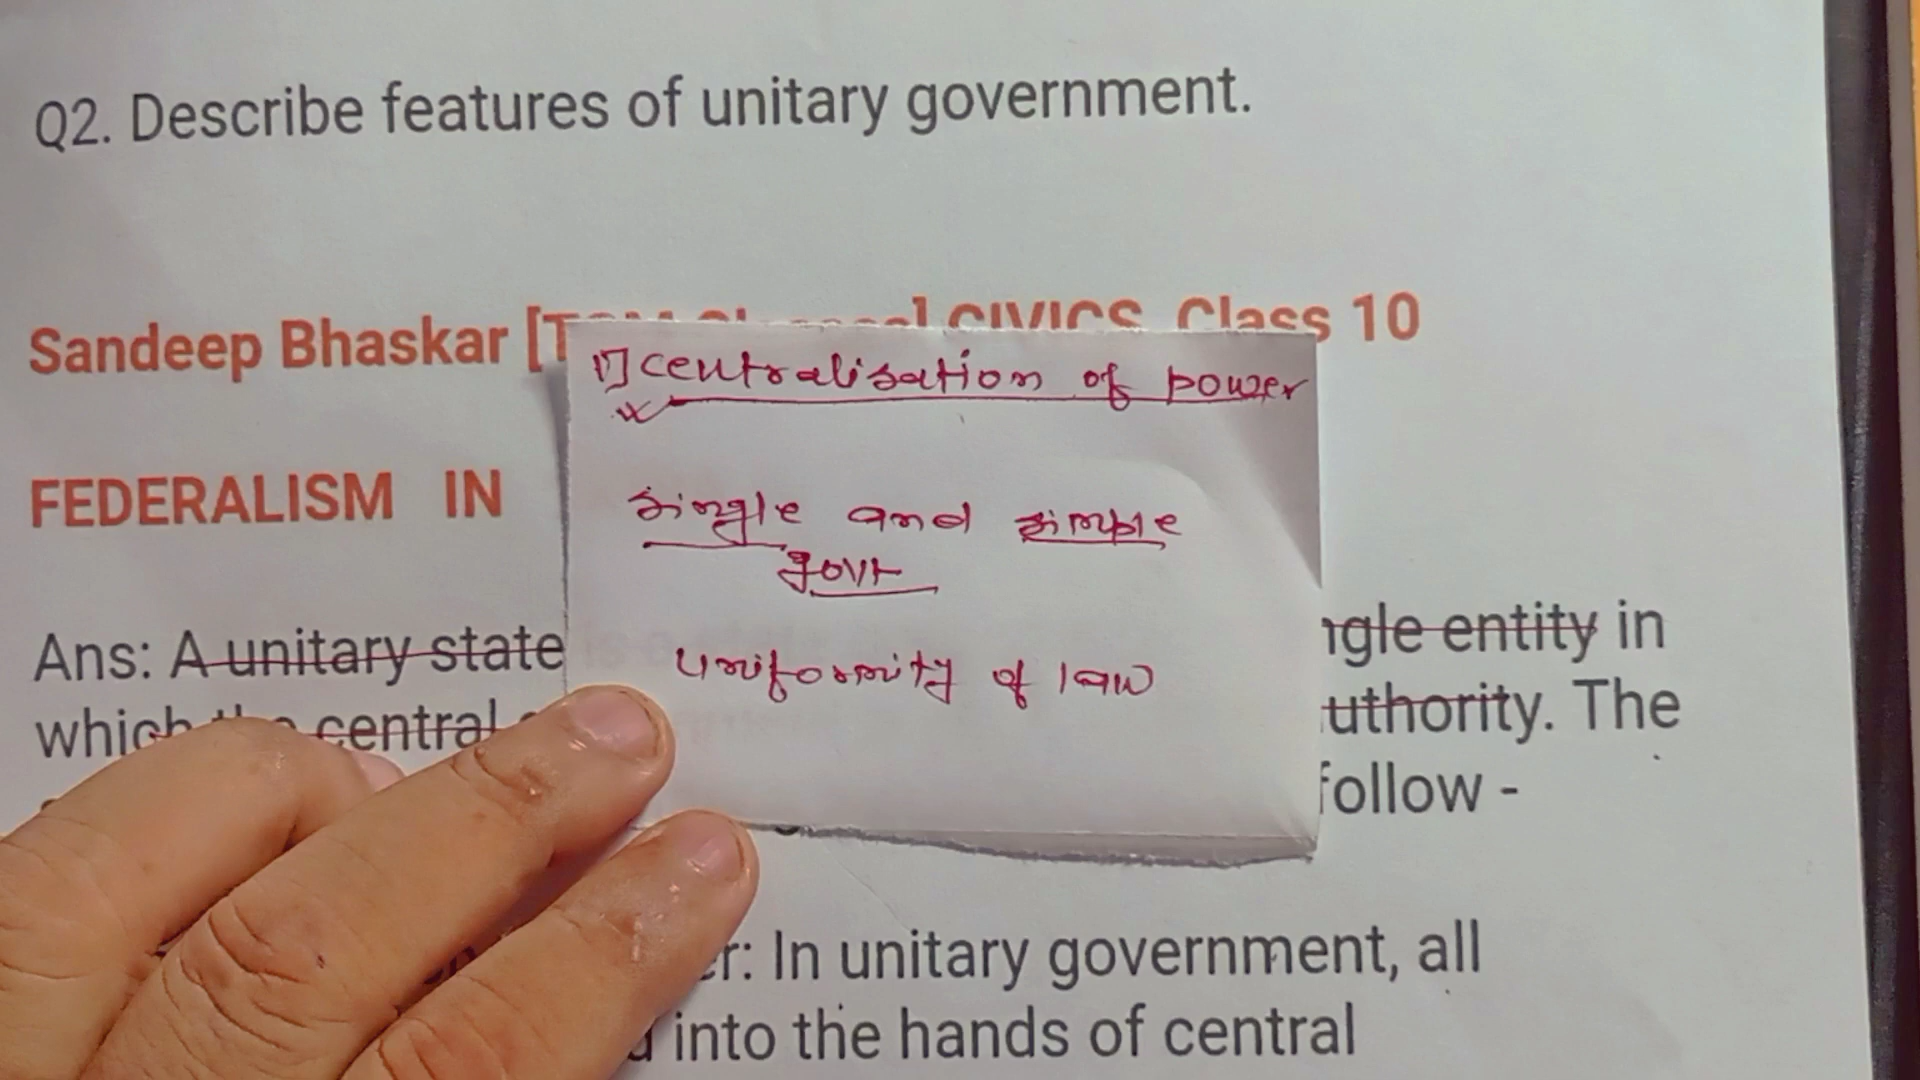 Q2. Describe features of unitary government.
Sandeep Bhaskar [ CIVICS Class 10
1] centralisation of power
FEDERALISM IN
single and simple
govt
Ans: A unitary state
uniformity of law
entity in
which central
authority. The
follow -
In unitary government, all
into the hands of central